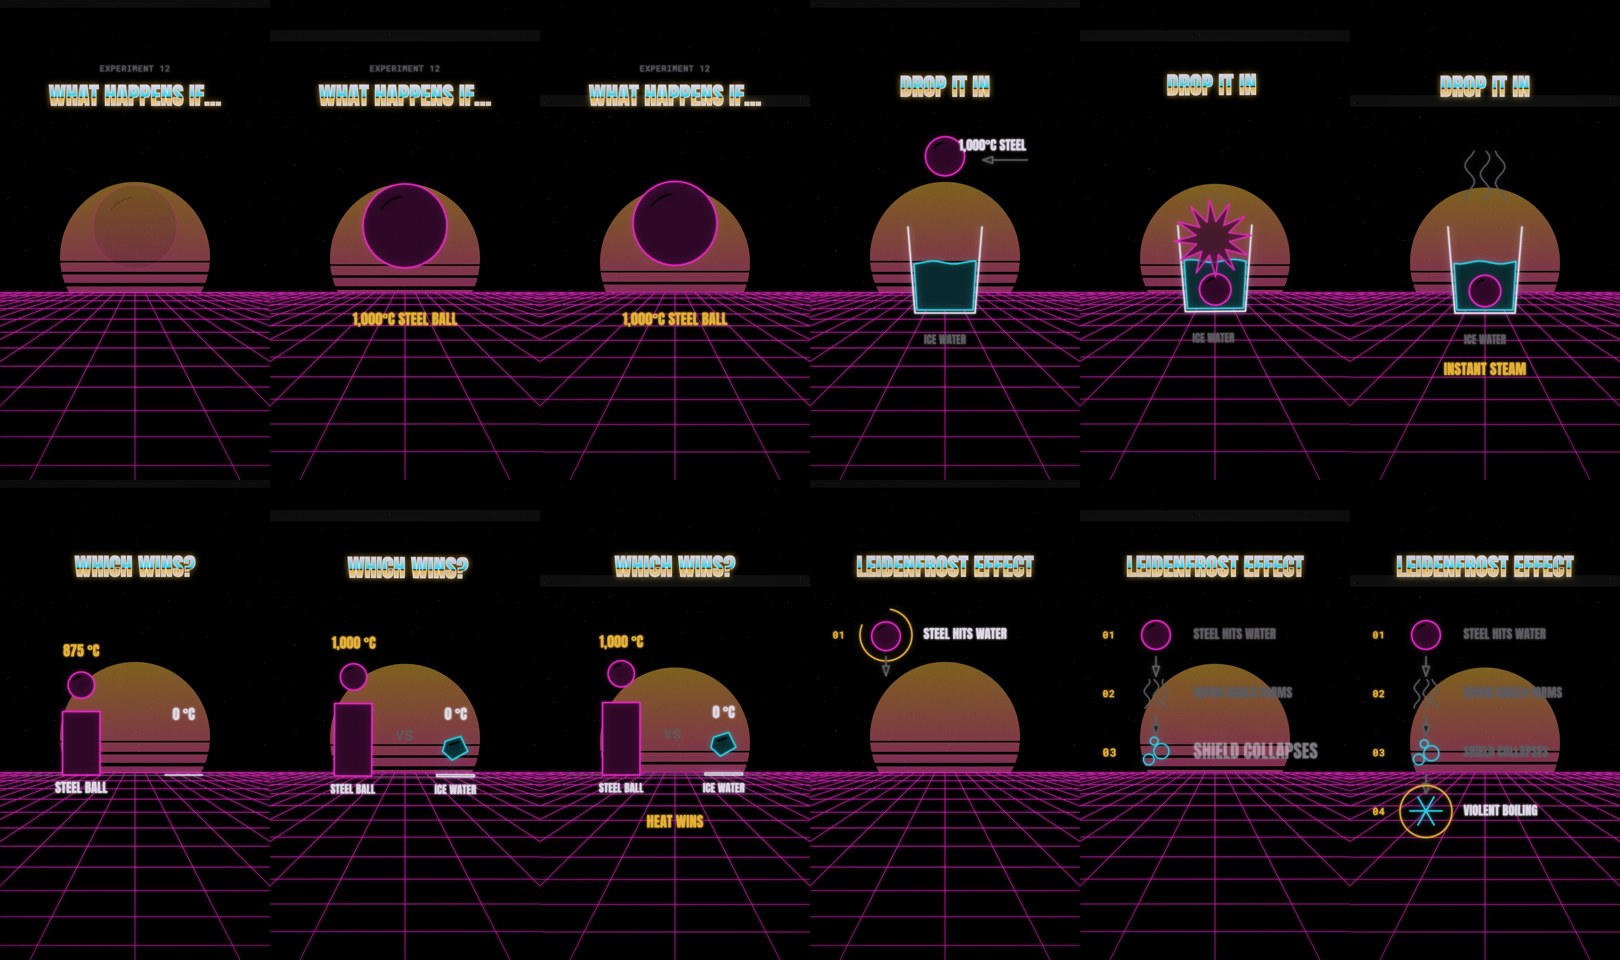 EXPERIMENT 12
WHAT HAPPENS IF...
EXPERIMENT 12
WHAT HAPPENS IF...
1,000°C STEEL BALL
EXPERIMENT 12
WHAT HAPPENS IF...
1,000°C STEEL BALL
DROP IT IN
1,000°C STEEL
ICE WATER
DROP IT IN
ICE WATER
DROP IT IN
ICE WATER
INSTANT STEAM
WHICH WINS?
875 °C
0 °C
STEEL BALL
WHICH WINS?
1,000 °C
0 °C
VS
STEEL BALL
ICE WATER
WHICH WINS?
1,000 °C
0 °C
VS
STEEL BALL
ICE WATER
HEAT WINS
LEIDENFROST EFFECT
01
STEEL HITS WATER
LEIDENFROST EFFECT
01
STEEL HITS WATER
02
03
SHIELD COLLAPSES
LEIDENFROST EFFECT
01
STEEL HITS WATER
02
03
SHIELD COLLAPSES
04
VIOLENT BOILING